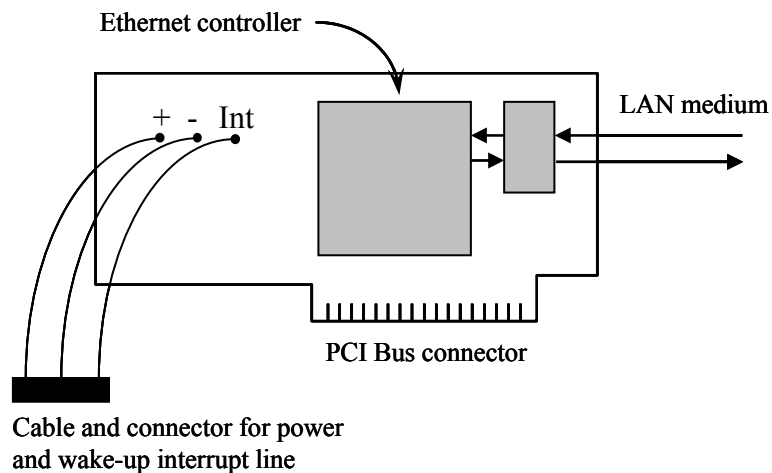 Ethernet controller
+ - Int
LAN medium
PCI Bus connector
Cable and connector for power
and wake-up interrupt line